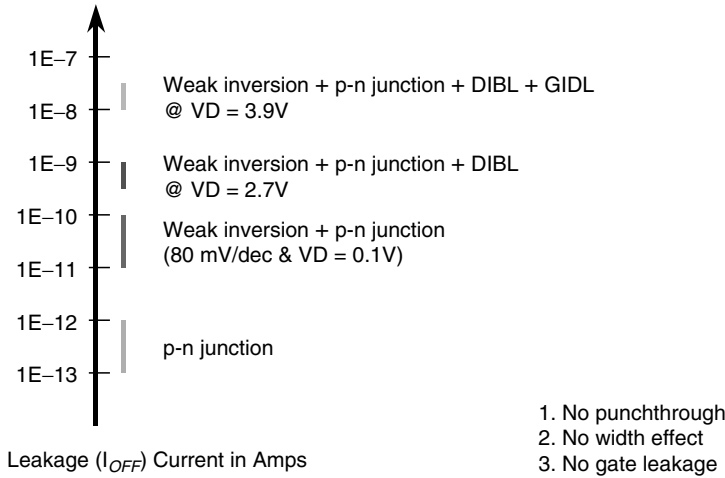 1E–7
Weak inversion + p-n junction + DIBL + GIDL
@ VD = 3.9V
1E–8
1E–9
Weak inversion + p-n junction + DIBL
@ VD = 2.7V
1E–10
Weak inversion + p-n junction
(80 mV/dec & VD = 0.1V)
1E–11
1E–12
p-n junction
1E–13
Leakage (I_OFF) Current in Amps
1. No punchthrough
2. No width effect
3. No gate leakage